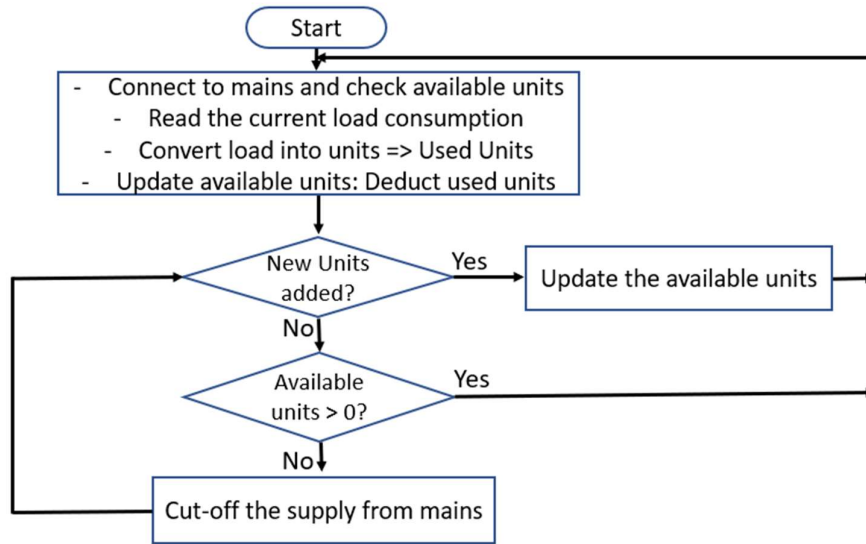 Start
- Connect to mains and check available units
- Read the current load consumption
- Convert load into units => Used Units
- Update available units: Deduct used units
New Units
added?
Yes
Update the available units
No
Available
units > 0?
Yes
No
Cut-off the supply from mains